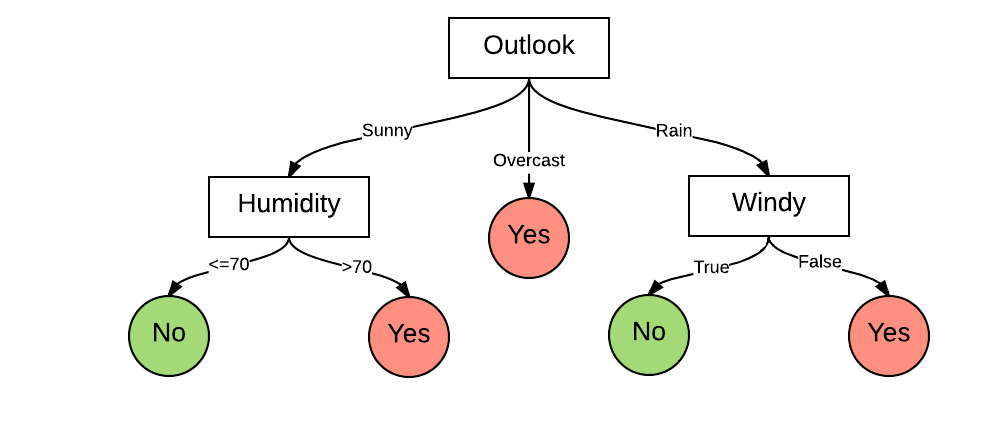 Outlook
Sunny
Rain
Overcast
Humidity
Windy
Yes
<=70
>70
True
False
No
Yes
No
Yes